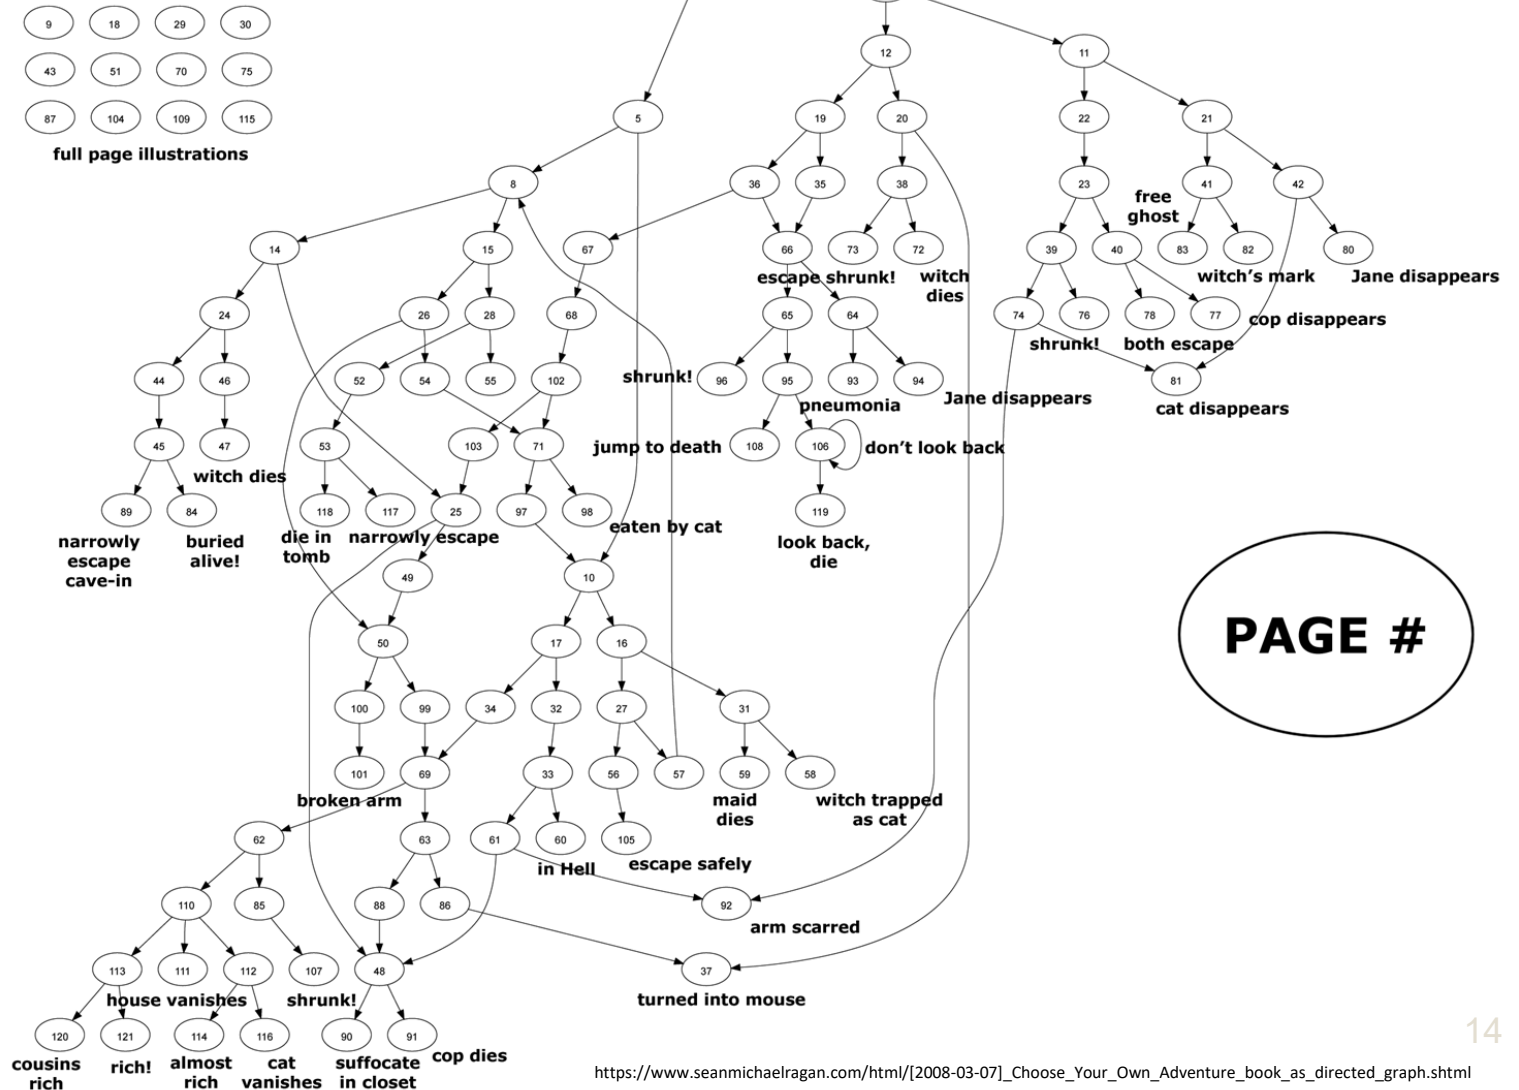 9 18 29 30
12 11
43 51 70 75
87 104 109 115
5 19 20 22 21
full page illustrations
8 36 35 38 23 41 42
free
ghost
14 15 67 66 73 72 39 40 83 82 80
escape shrunk!
witch
dies
witch's mark
Jane disappears
24 26 28 68 65 64 74 76 78 77
cop disappears
shrunk!
both escape
44 46 52 54 55 102
shrunk!
96 95 93 94 81
pneumonia
Jane disappears
cat disappears
45 47 53 103 71
jump to death
108 106
don't look back
witch dies
89 84 118 117 25 97 98 119
eaten by cat
narrowly
escape
cave-in
buried
alive!
die in
tomb
narrowly escape
look back,
die
49 10
50 17 16
PAGE #
100 99 34 32 27 31
101 69 33 56 57 59 58
broken arm
maid
dies
witch trapped
as cat
62 63 61 60 105
in Hell
escape safely
110 85 88 86 92
arm scarred
113 111 112 107 48 37
house vanishes
shrunk!
turned into mouse
120 121 114 116 90 91
cop dies
cousins
rich
rich!
almost
rich
cat
vanishes
suffocate
in closet
14
https://www.seanmichaelragan.com/html/[2008-03-07]_Choose_Your_Own_Adventure_book_as_directed_graph.shtml